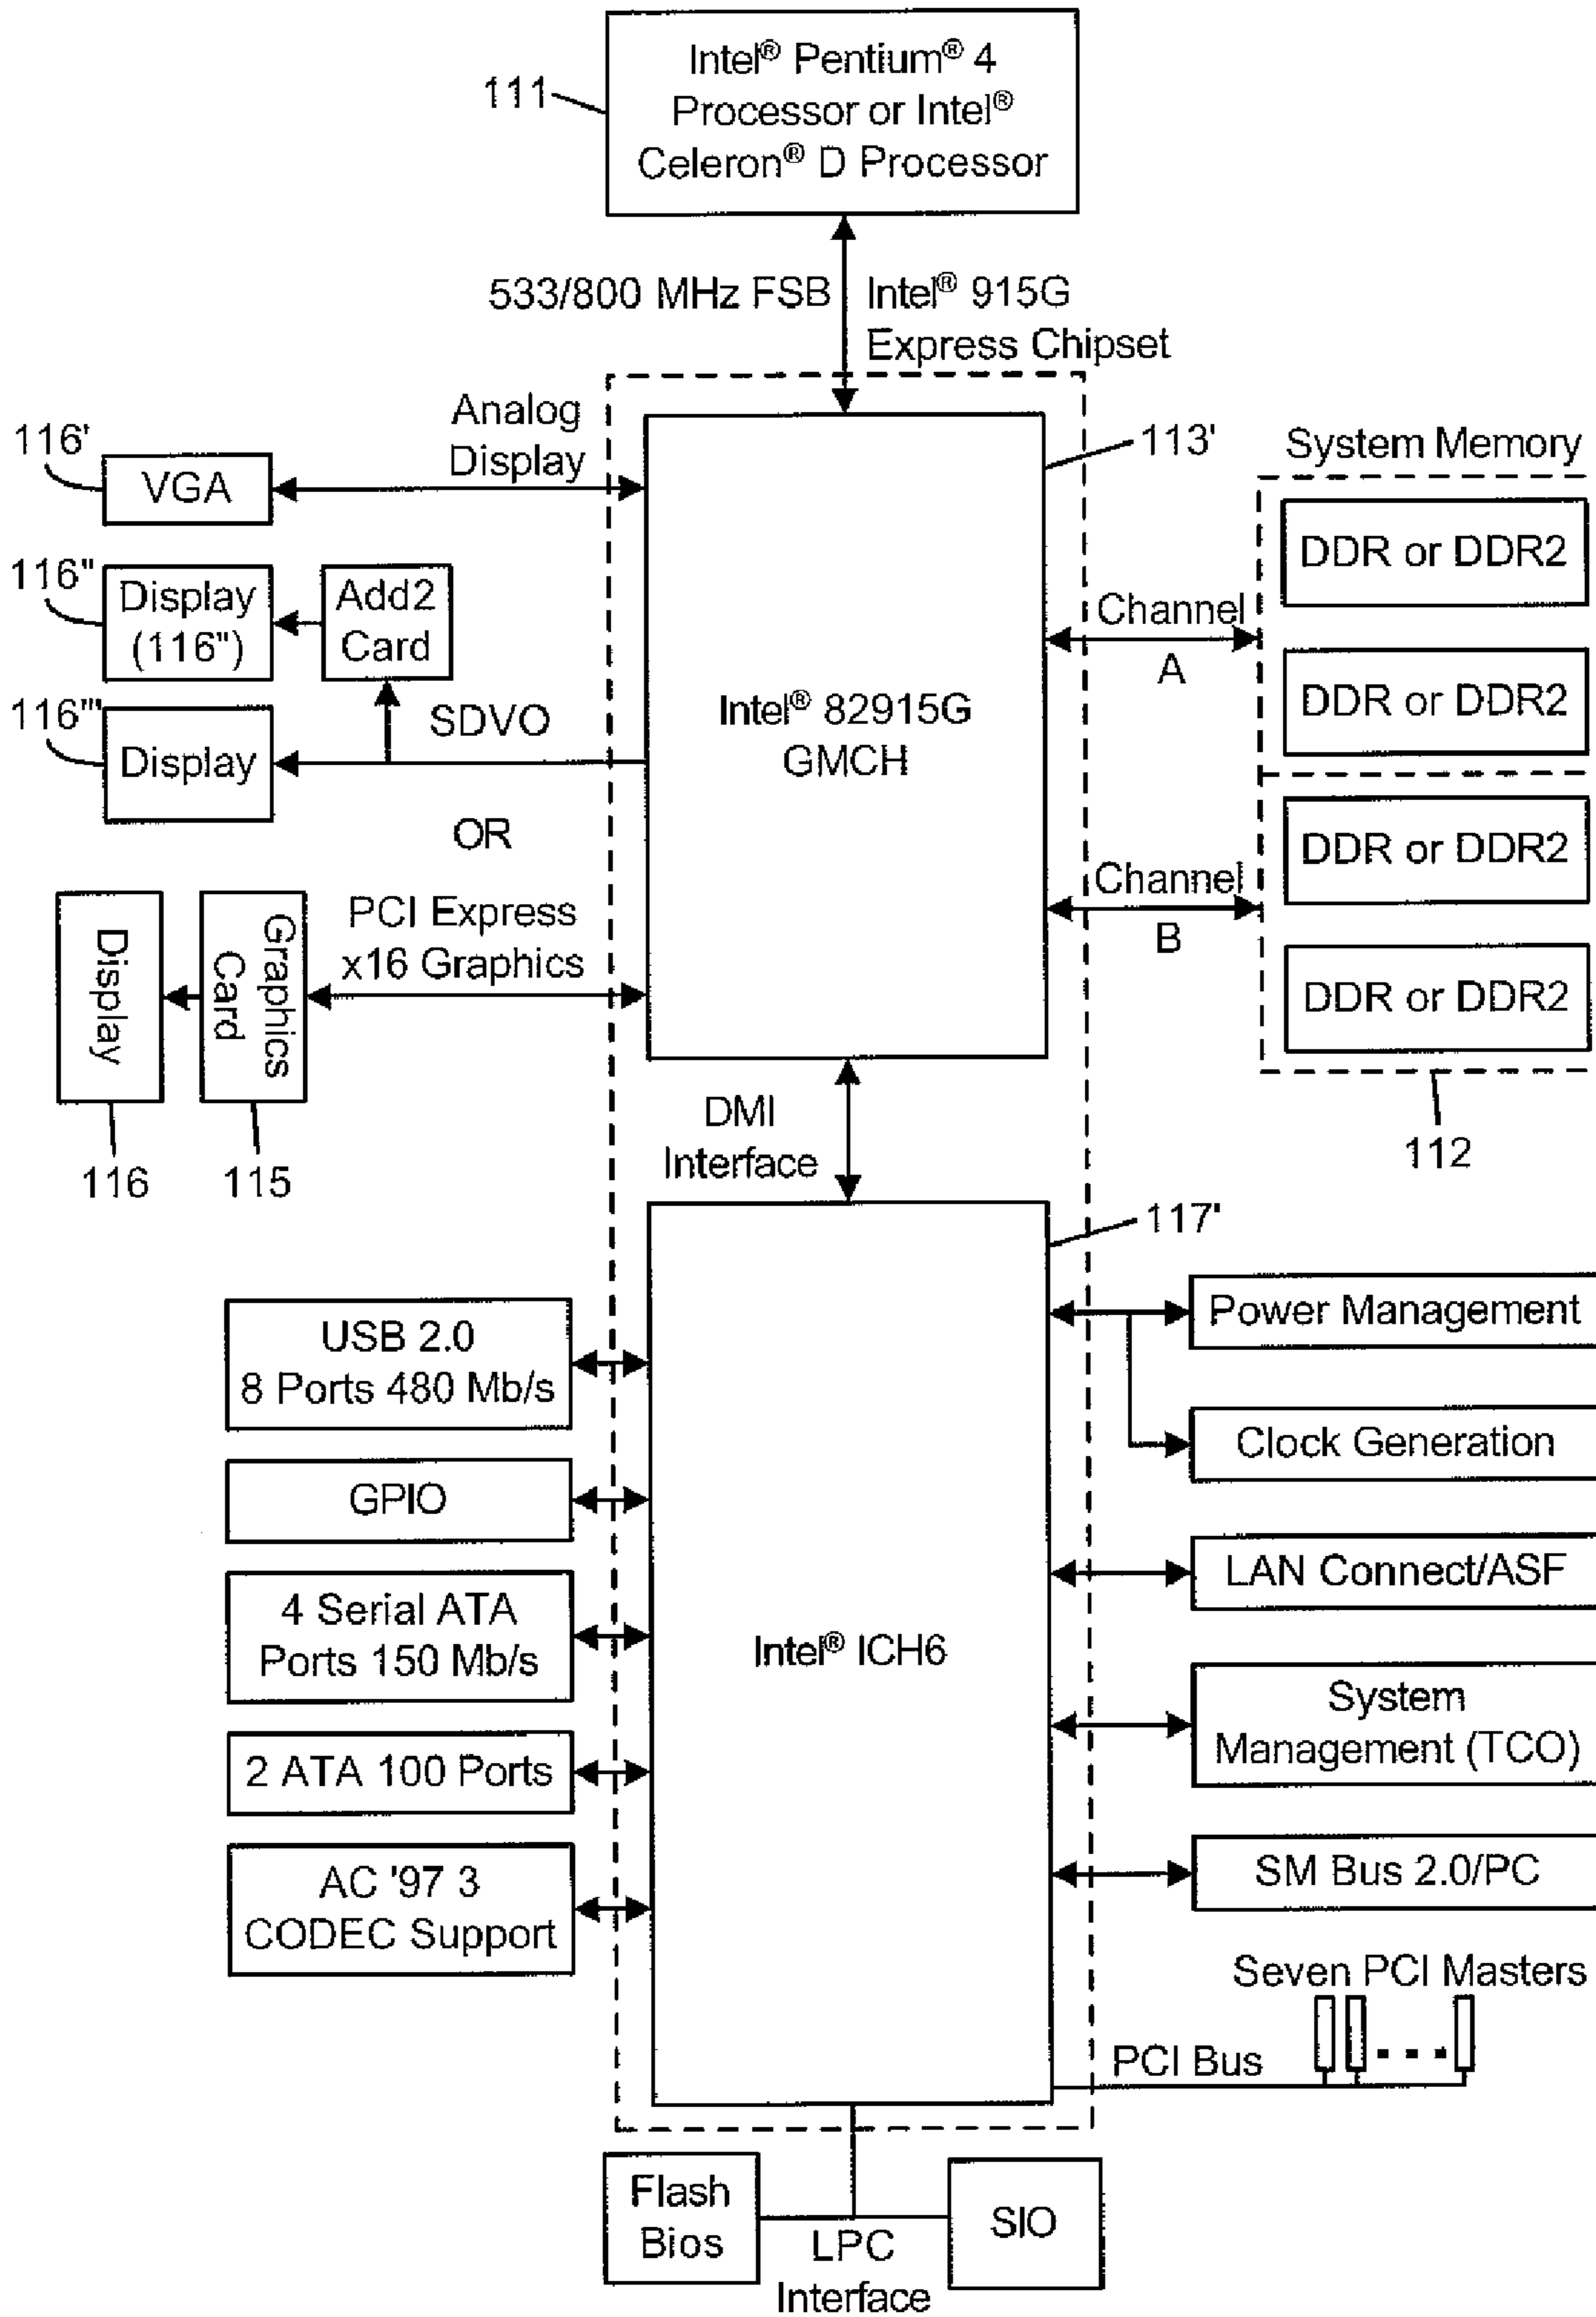 Intel® Pentium® 4
Processor or Intel®
Celeron® D Processor
111
533/800 MHz FSB
Intel® 915G
Express Chipset
Analog
Display
116'
VGA
113'
System Memory
DDR or DDR2
DDR or DDR2
DDR or DDR2
DDR or DDR2
112
116"
Display
(116")
Add2
Card
116'"
Display
SDVO
Intel® 82915G
GMCH
Channel
A
Channel
B
OR
PCI Express
x16 Graphics
Graphics
Card
Display
116
115
DMI
Interface
117'
USB 2.0
8 Ports 480 Mb/s
GPIO
4 Serial ATA
Ports 150 Mb/s
2 ATA 100 Ports
AC '97 3
CODEC Support
Intel® ICH6
Power Management
Clock Generation
LAN Connect/ASF
System
Management (TCO)
SM Bus 2.0/PC
Seven PCI Masters
PCI Bus
Flash
Bios
LPC
Interface
SIO